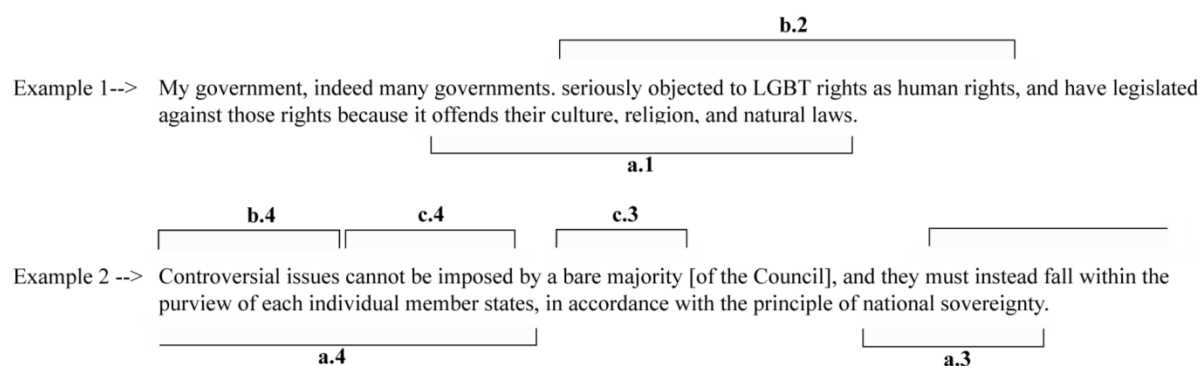 b.2
Example 1--> My government, indeed many governments. seriously objected to LGBT rights as human rights, and have legislated
against those rights because it offends their culture, religion, and natural laws.
a.1
b.4 c.4 c.3
Example 2 --> Controversial issues cannot be imposed by a bare majority [of the Council], and they must instead fall within the
purview of each individual member states, in accordance with the principle of national sovereignty.
a.4 a.3